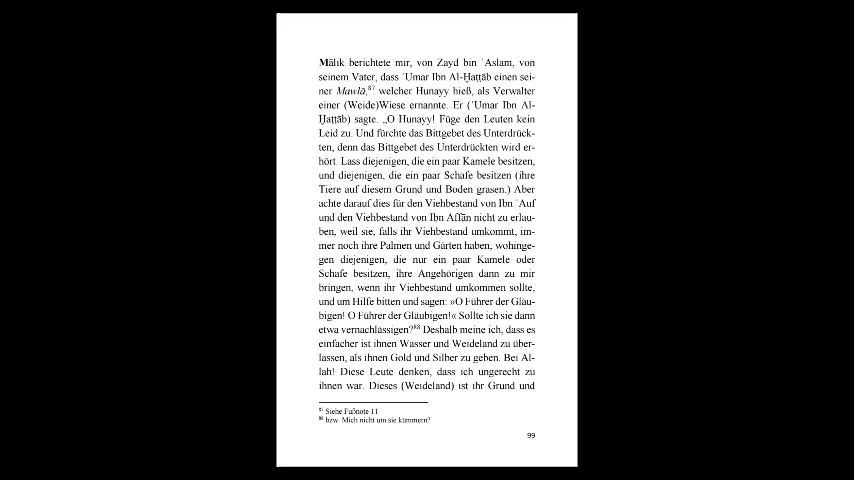 Mālik berichtete mir, von Zayd bin ʿAslam, von
seinem Vater, dass ʿUmar Ibn Al-Ḫaṭṭāb einen sei-
ner Mawlā,⁸⁷ welcher Hunayy hieß, als Verwalter
einer (Weide)Wiese ernannte. Er (ʿUmar Ibn Al-
Ḫaṭṭāb) sagte. „O Hunayy! Füge den Leuten kein
Leid zu. Und fürchte das Bittgebet des Unterdrück-
ten, denn das Bittgebet des Unterdrückten wird er-
hört. Lass diejenigen, die ein paar Kamele besitzen,
und diejenigen, die ein paar Schafe besitzen (ihre
Tiere auf diesem Grund und Boden grasen.) Aber
achte darauf dies für den Viehbestand von Ibn ʿAuf
und den Viehbestand von Ibn Affān nicht zu erlau-
ben, weil sie, falls ihr Viehbestand umkommt, im-
mer noch ihre Palmen und Gärten haben; wohinge-
gen diejenigen, die nur ein paar Kamele oder
Schafe besitzen, ihre Angehörigen dann zu mir
bringen, wenn ihr Viehbestand umkommen sollte,
und um Hilfe bitten und sagen: »O Führer der Gläu-
bigen! O Führer der Gläubigen!« Sollte ich sie dann
etwa vernachlässigen?⁸⁸ Deshalb meine ich, dass es
einfacher ist ihnen Wasser und Weideland zu über-
lassen, als ihnen Gold und Silber zu geben. Bei Al-
lah! Diese Leute denken, dass ich ungerecht zu
ihnen war. Dieses (Weideland) ist ihr Grund und
⁸⁷ Siehe Fußnote 11
⁸⁸ bzw. Mich nicht um sie kümmern?
99